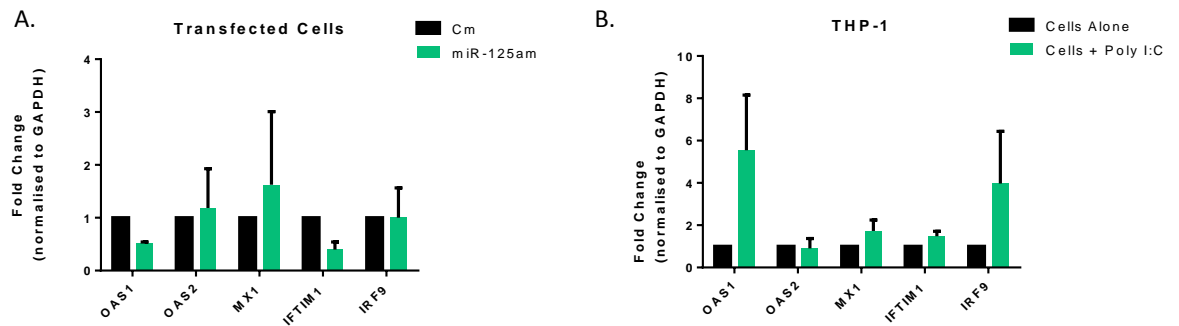 A.
Transfected Cells
Cm
miR-125am
Fold Change
(normalised to GAPDH)
4
3
2
1
0
OAS1
OAS2
MX1
IFTIM1
IRF9
B.
THP-1
Cells Alone
Cells + Poly I:C
Fold Change
(normalised to GAPDH)
10
8
6
4
2
0
OAS1
OAS2
MX1
IFTIM1
IRF9